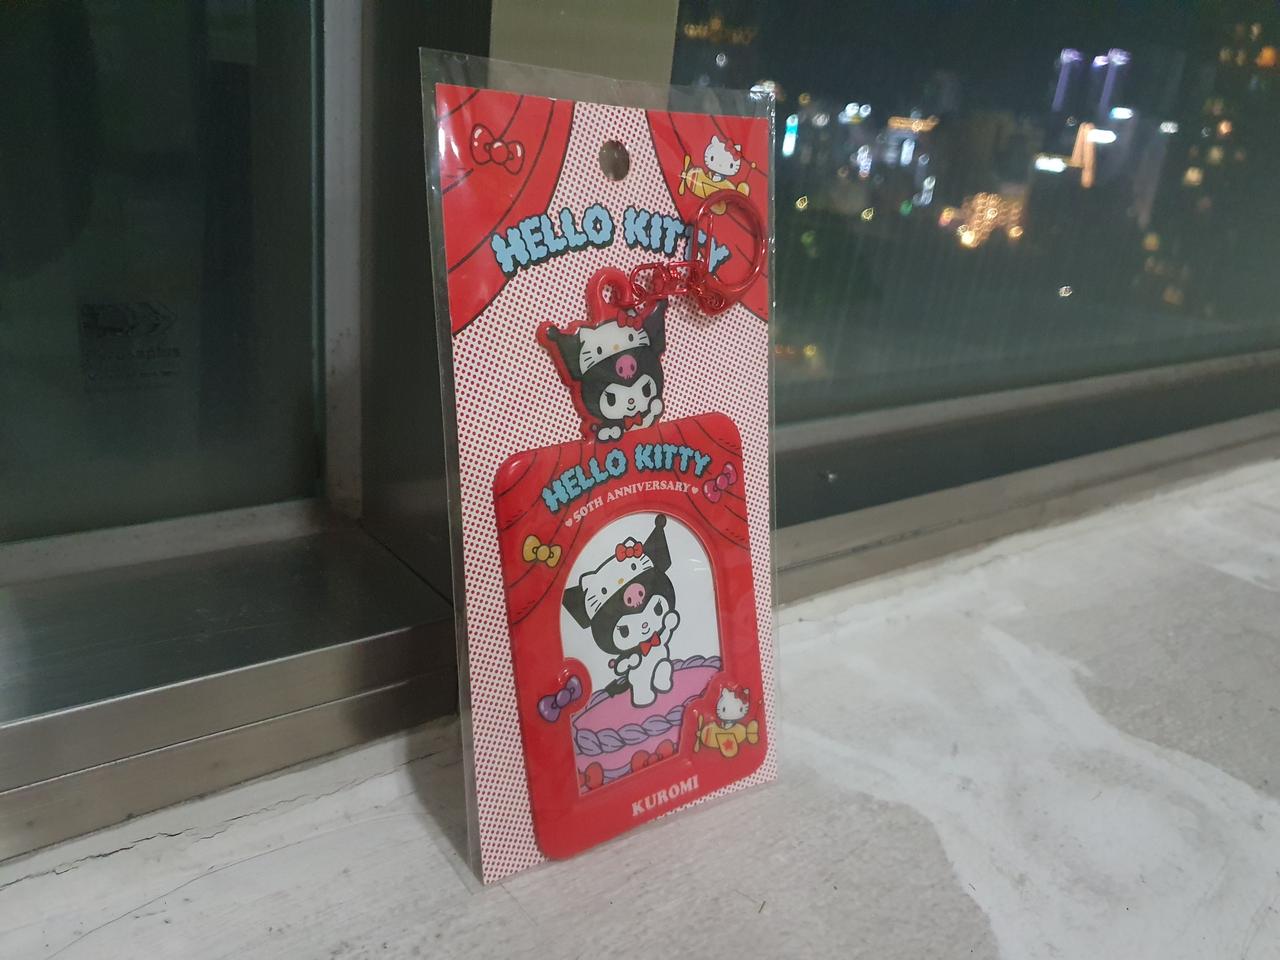 HELLO KITTY
HELLO KITTY
50TH ANNIVERSARY
KUROMI